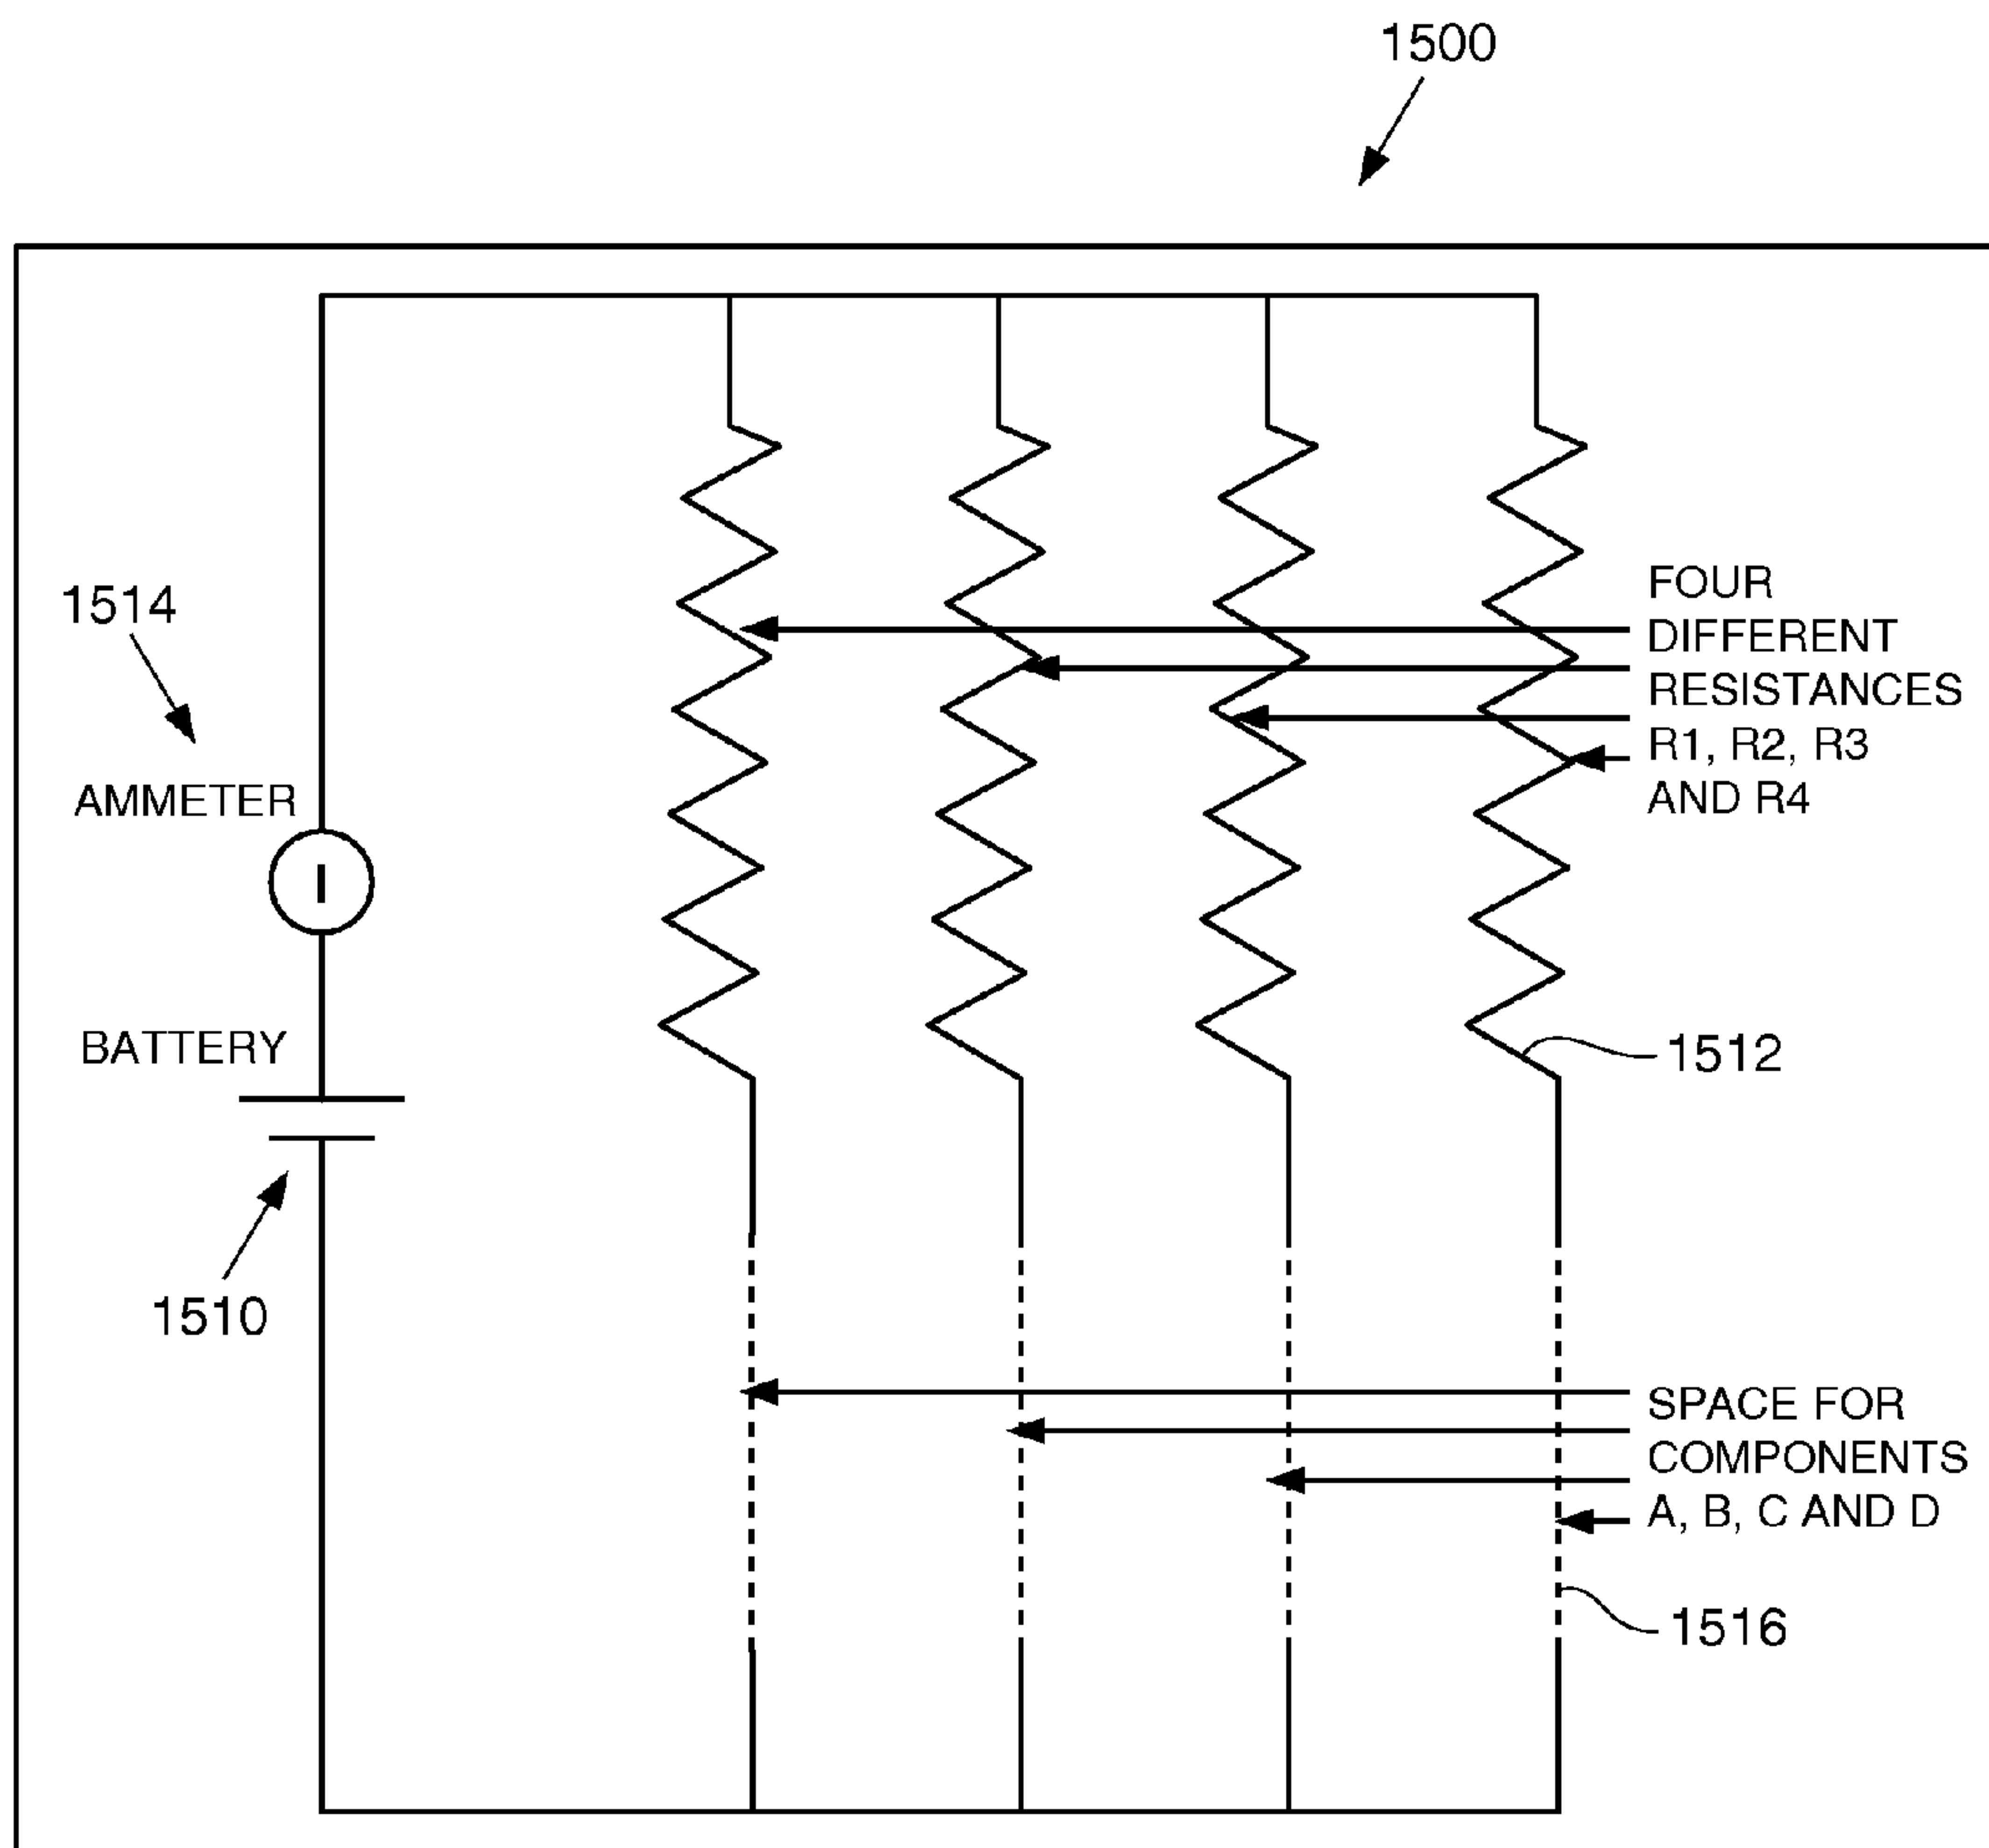 1500
1514
AMMETER
I
BATTERY
1510
FOUR
DIFFERENT
RESISTANCES
R1, R2, R3
AND R4
1512
SPACE FOR
COMPONENTS
A, B, C AND D
1516